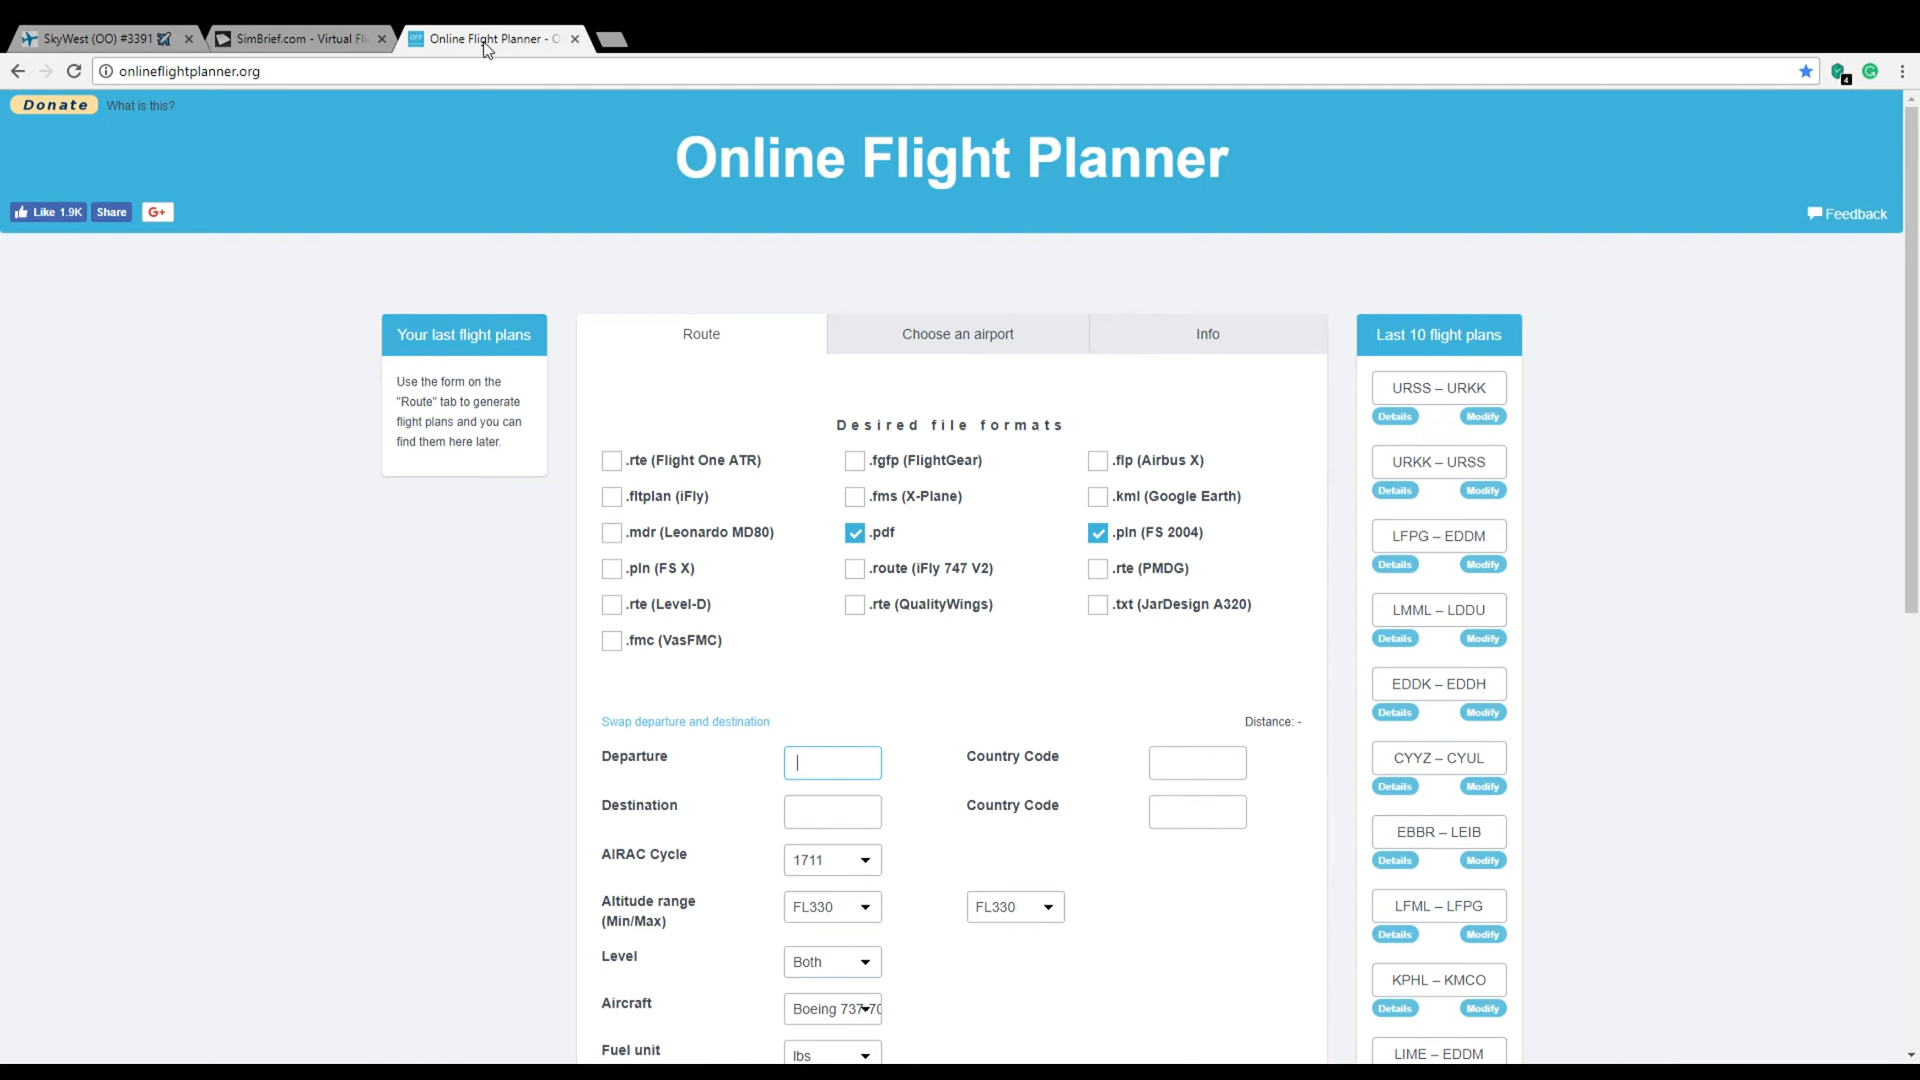 SkyWest (OO) #3391
SimBrief.com - Virtual Fli
Online Flight Planner - O
onlineflightplanner.org
4
Donate
What is this?
Online Flight Planner
Like 1.9K
Share
G+
Feedback
Your last flight plans
Use the form on the
"Route" tab to generate
flight plans and you can
find them here later.
Route
Choose an airport
Info
Desired file formats
.rte (Flight One ATR)
.fgfp (FlightGear)
.flp (Airbus X)
.fltplan (iFly)
.fms (X-Plane)
.kml (Google Earth)
.mdr (Leonardo MD80)
.pdf
.pln (FS 2004)
.pln (FS X)
.route (iFly 747 V2)
.rte (PMDG)
.rte (Level-D)
.rte (QualityWings)
.txt (JarDesign A320)
.fmc (VasFMC)
Swap departure and destination
Distance: -
Departure
Country Code
Destination
Country Code
AIRAC Cycle
1711
Altitude range
(Min/Max)
FL330
FL330
Level
Both
Aircraft
Boeing 737-70
Fuel unit
lbs
Last 10 flight plans
URSS – URKK
Details
Modify
URKK – URSS
Details
Modify
LFPG – EDDM
Details
Modify
LMML – LDDU
Details
Modify
EDDK – EDDH
Details
Modify
CYYZ – CYUL
Details
Modify
EBBR – LEIB
Details
Modify
LFML – LFPG
Details
Modify
KPHL – KMCO
Details
Modify
LIME – EDDM